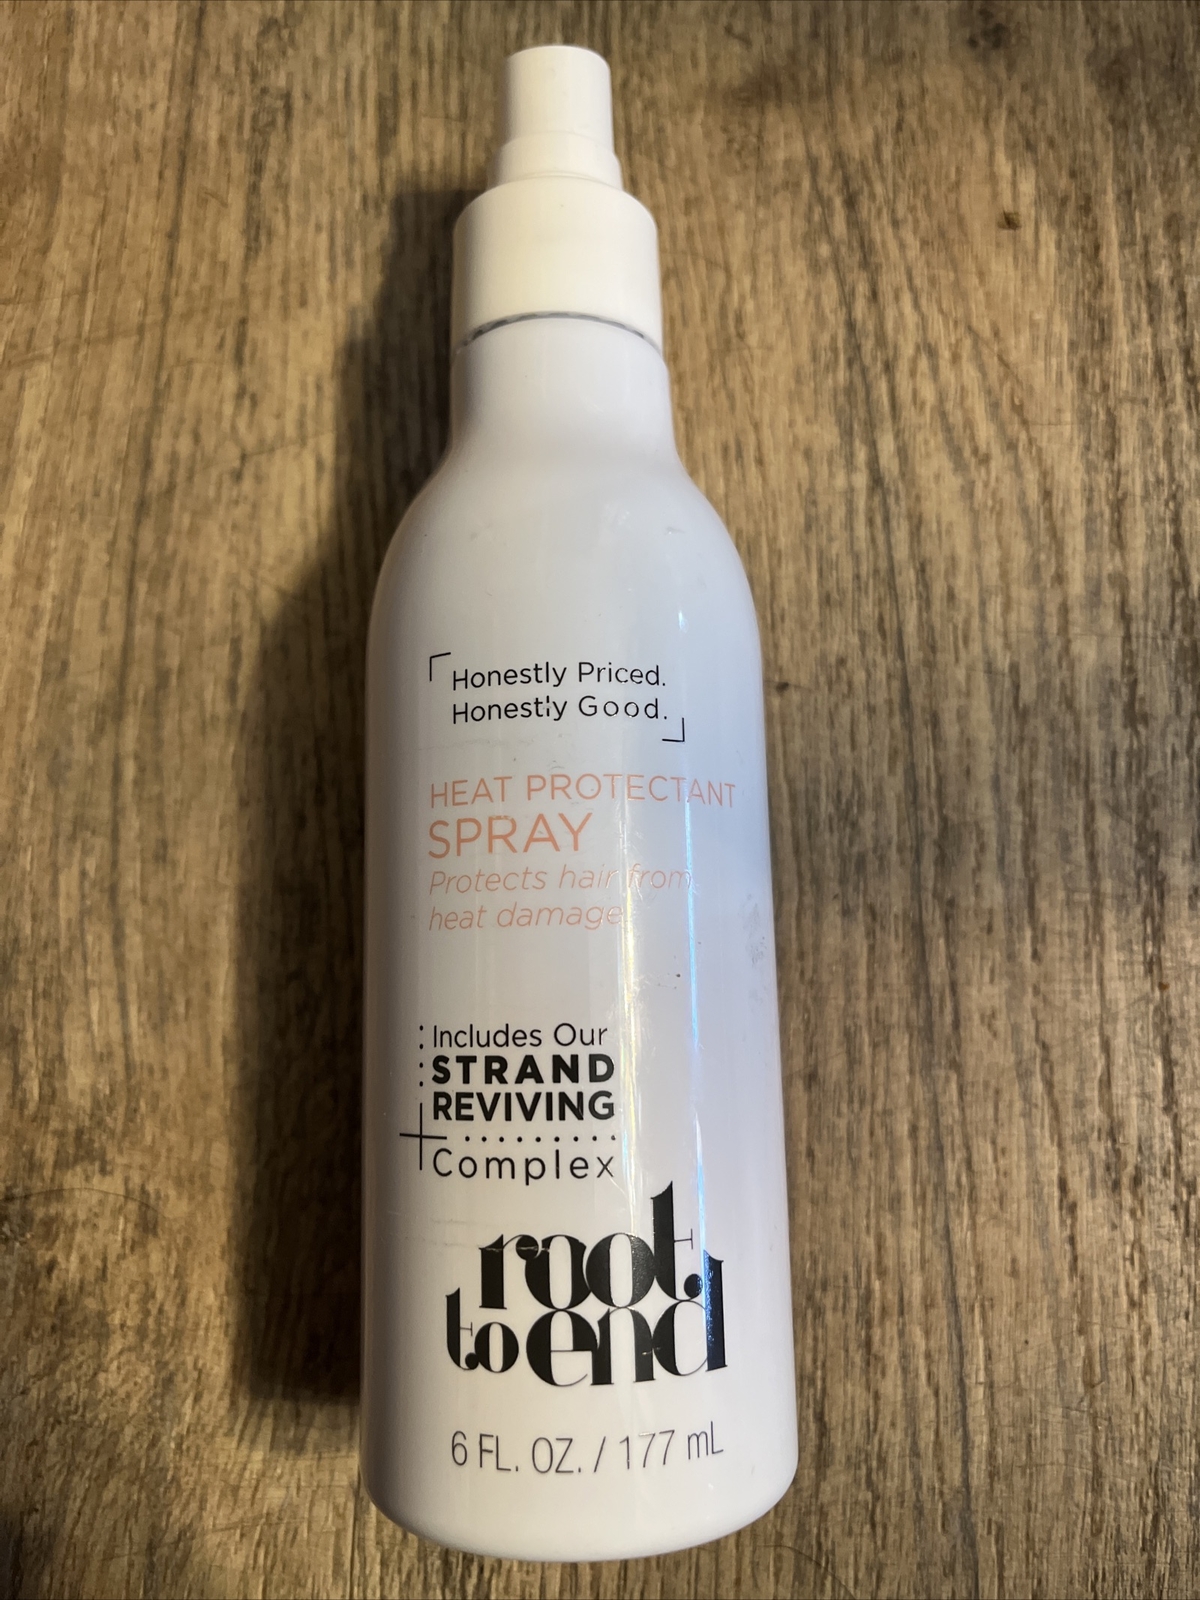 Honestly Priced.
Honestly Good.
HEAT PROTECTANT
SPRAY
Protects hair from
heat damage
Includes Our
STRAND
REVIVING
Complex
root
to end
6 FL. OZ. / 177 mL